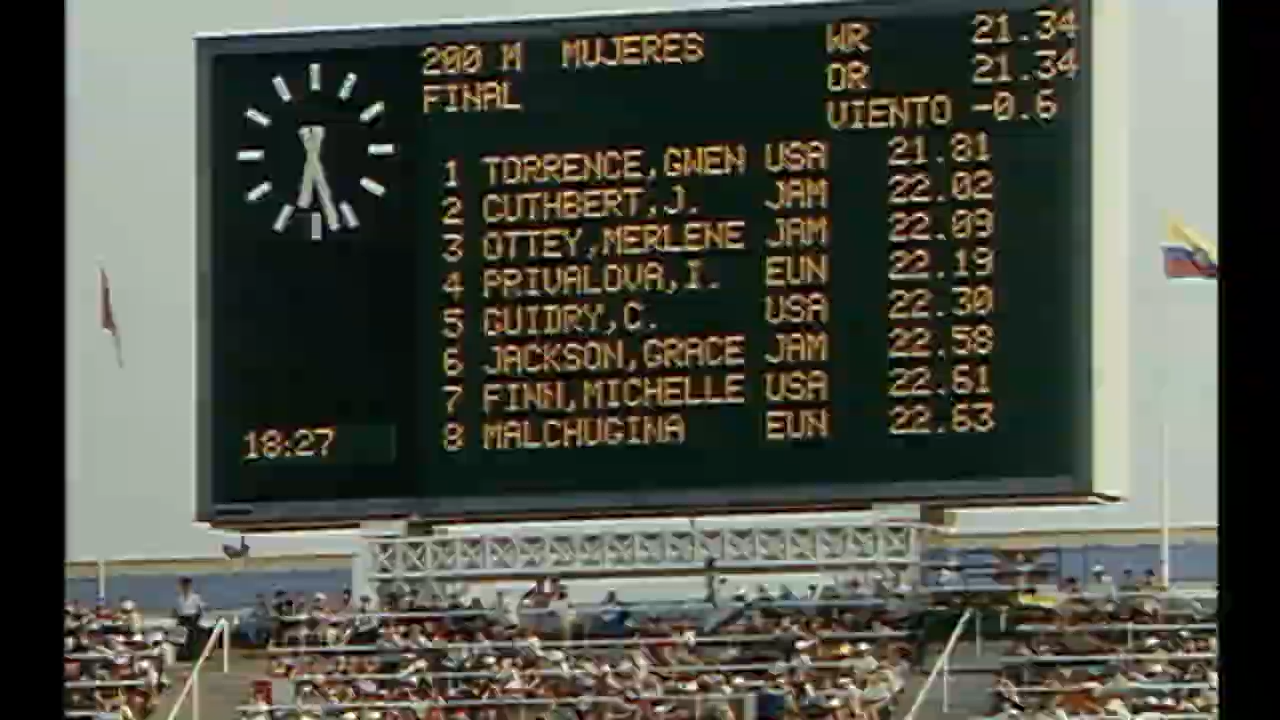 200 M MUJERES WR 21.34
FINAL OR 21.34
VIENTO -0.6
1 TORRENCE,GWEN USA 21.81
2 CUTHBERT,J. JAM 22.02
3 OTTEY,MERLENE JAM 22.09
4 PRIVALOVA,I. EUN 22.19
5 GUIDRY,C. USA 22.30
6 JACKSON,GRACE JAM 22.58
7 FINN,MICHELLE USA 22.61
8 MALCHUGINA EUN 22.63
18:27